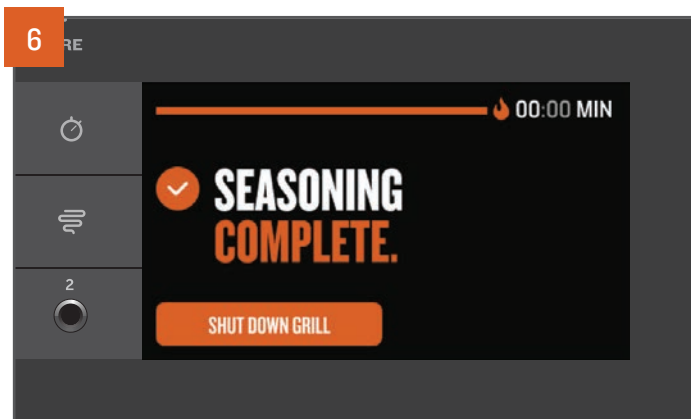 6
RE
00:00 MIN
SEASONING
COMPLETE.
2
SHUT DOWN GRILL